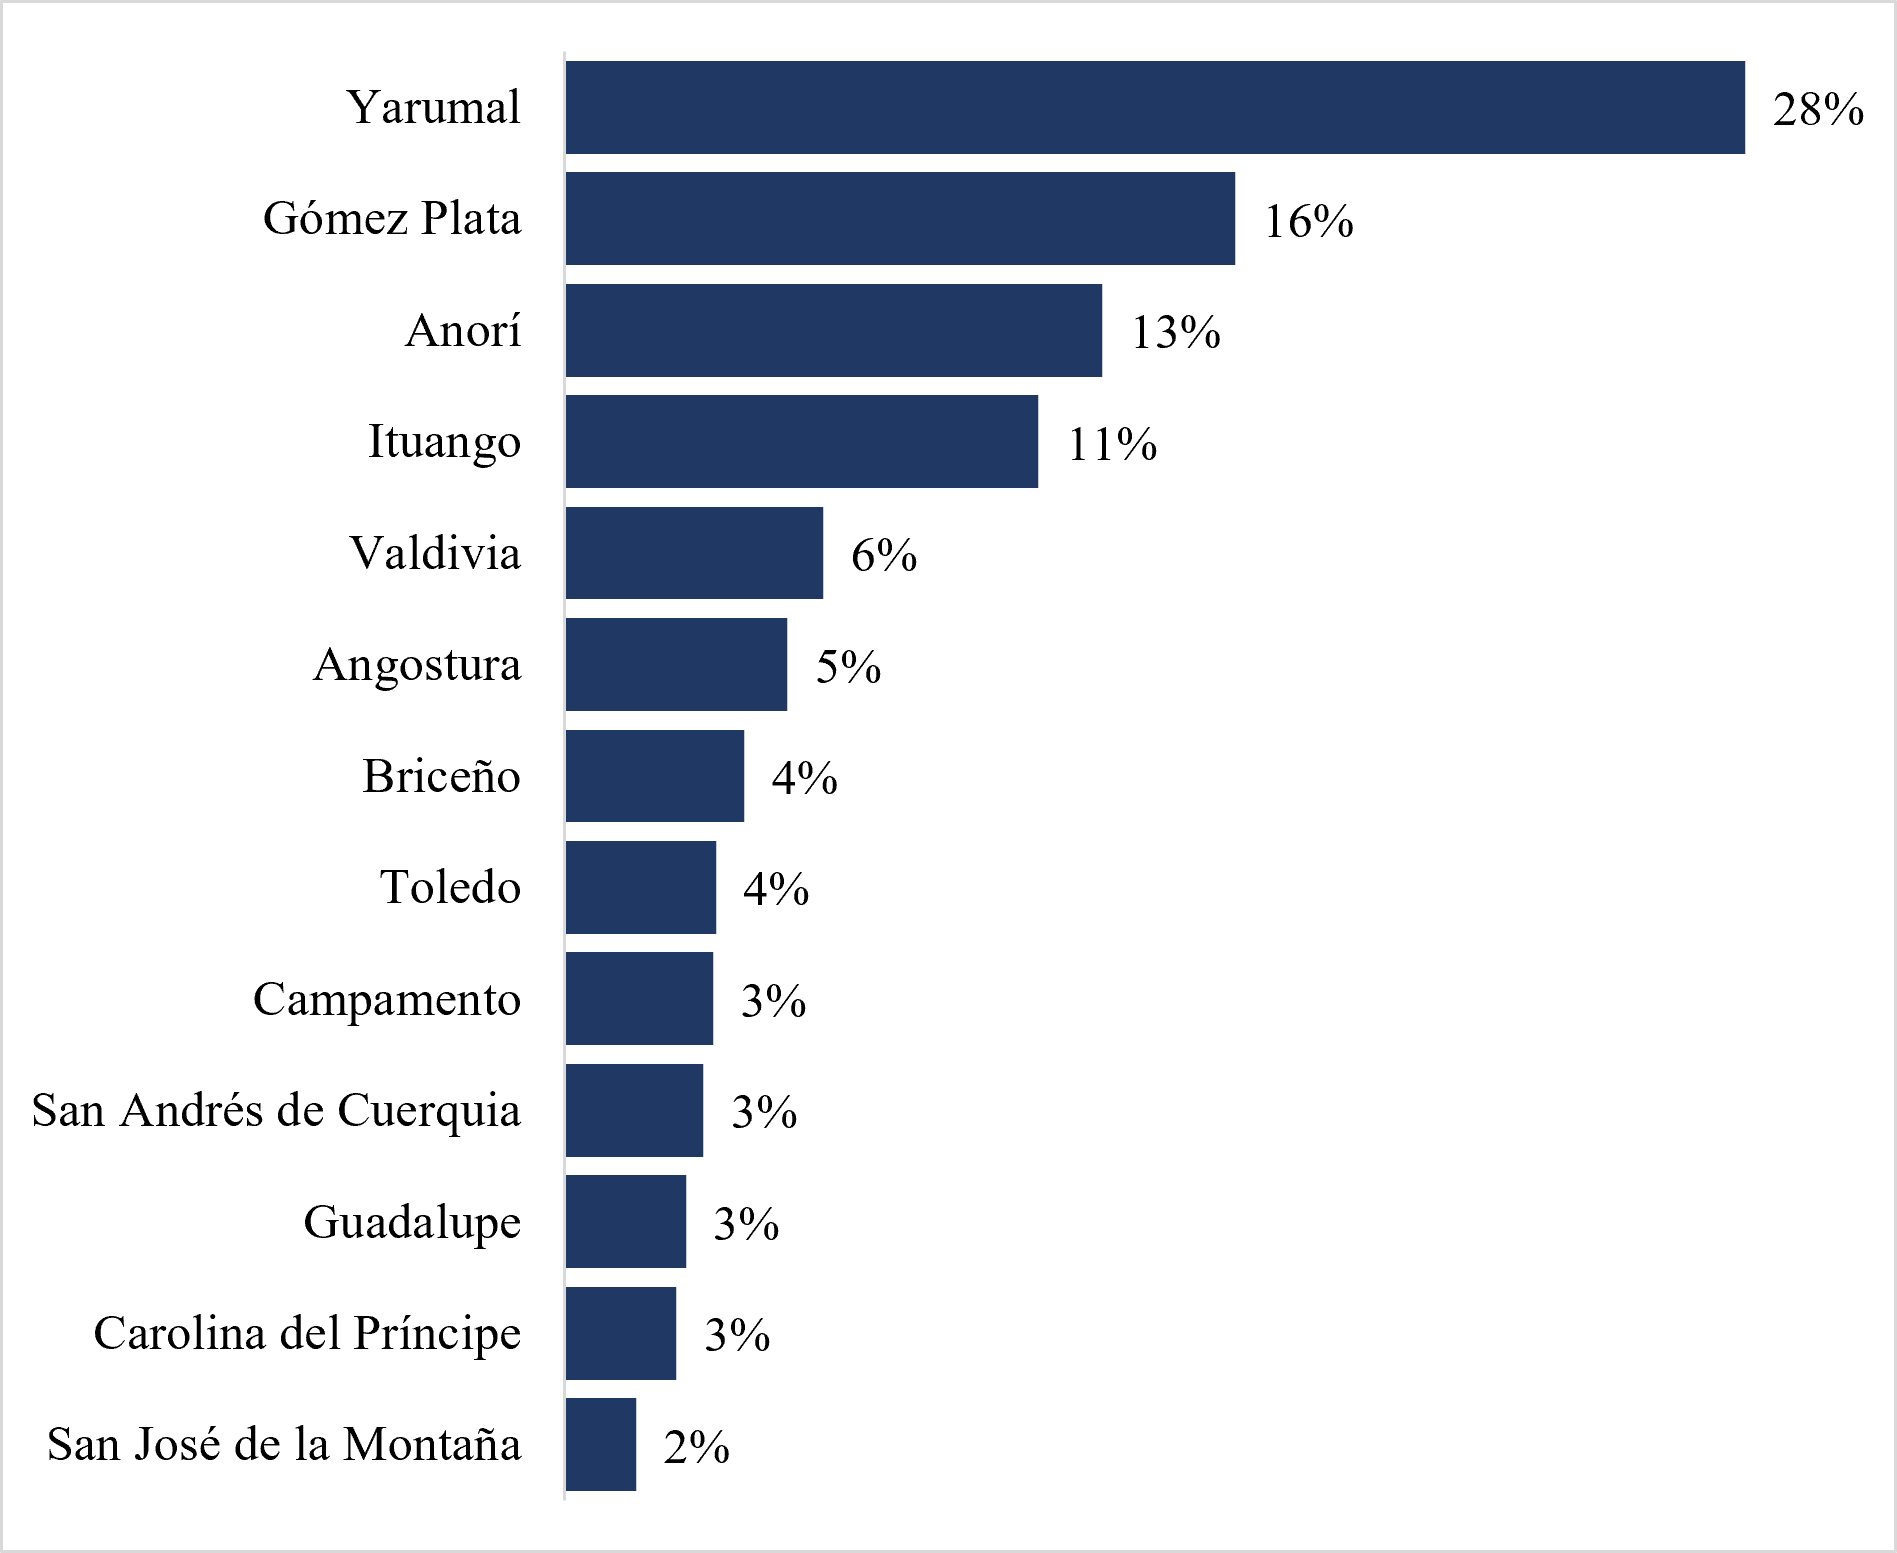 Yarumal 28%
Gómez Plata 16%
Anorí 13%
Ituango 11%
Valdivia 6%
Angostura 5%
Briceño 4%
Toledo 4%
Campamento 3%
San Andrés de Cuerquia 3%
Guadalupe 3%
Carolina del Príncipe 3%
San José de la Montaña 2%